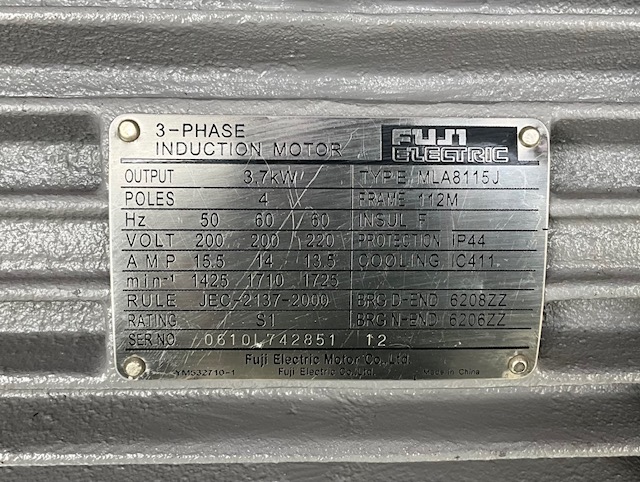 3-PHASE
INDUCTION MOTOR
FUJI
ELECTRIC
OUTPUT 3.7kW TYPE MLA8115J
POLES 4 FRAME 112M
Hz 50 60 60 INSUL F
VOLT 200 200 220 PROTECTION IP44
AMP 15.5 14 13.5 COOLING IC411
min⁻¹ 1425 1710 1725
RULE JEC-2137-2000 BRG D-END 6208ZZ
RATING S1 BRG N-END 6206ZZ
SER NO. 0610L742851 12
Fuji Electric Motor Co., Ltd.
YM532710-1 Fuji Electric Co., Ltd. Made in China